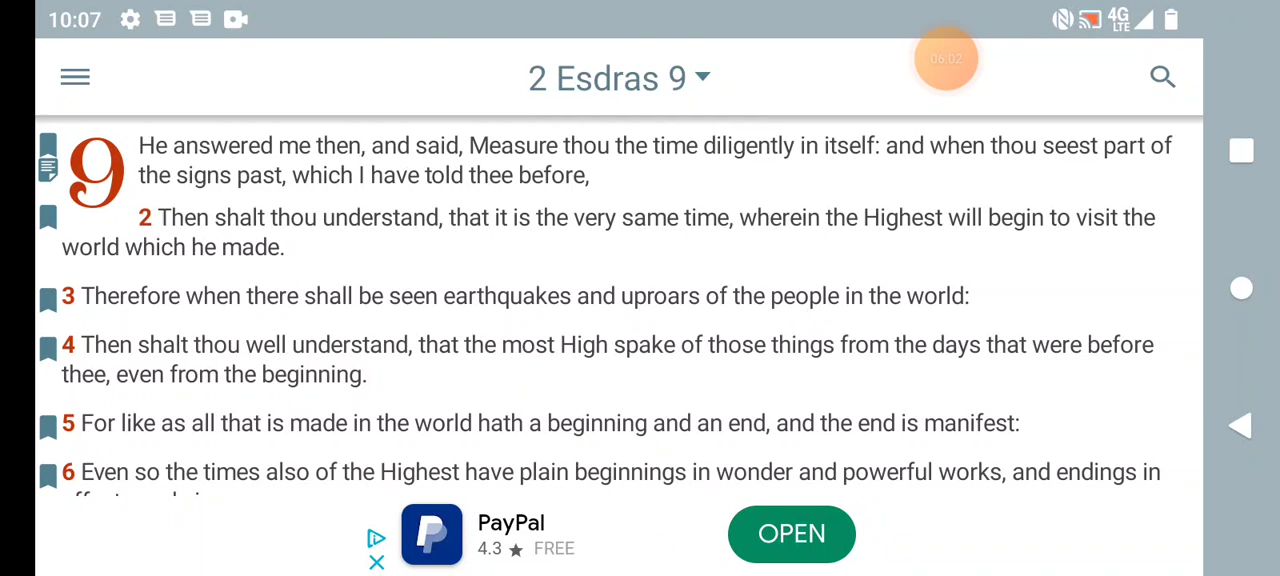 10:07
4G
LTE
2 Esdras 9
06:02
9 He answered me then, and said, Measure thou the time diligently in itself: and when thou seest part of
the signs past, which I have told thee before,
2 Then shalt thou understand, that it is the very same time, wherein the Highest will begin to visit the
world which he made.
3 Therefore when there shall be seen earthquakes and uproars of the people in the world:
4 Then shalt thou well understand, that the most High spake of those things from the days that were before
thee, even from the beginning.
5 For like as all that is made in the world hath a beginning and an end, and the end is manifest:
6 Even so the times also of the Highest have plain beginnings in wonder and powerful works, and endings in
PayPal
4.3 ★ FREE
OPEN